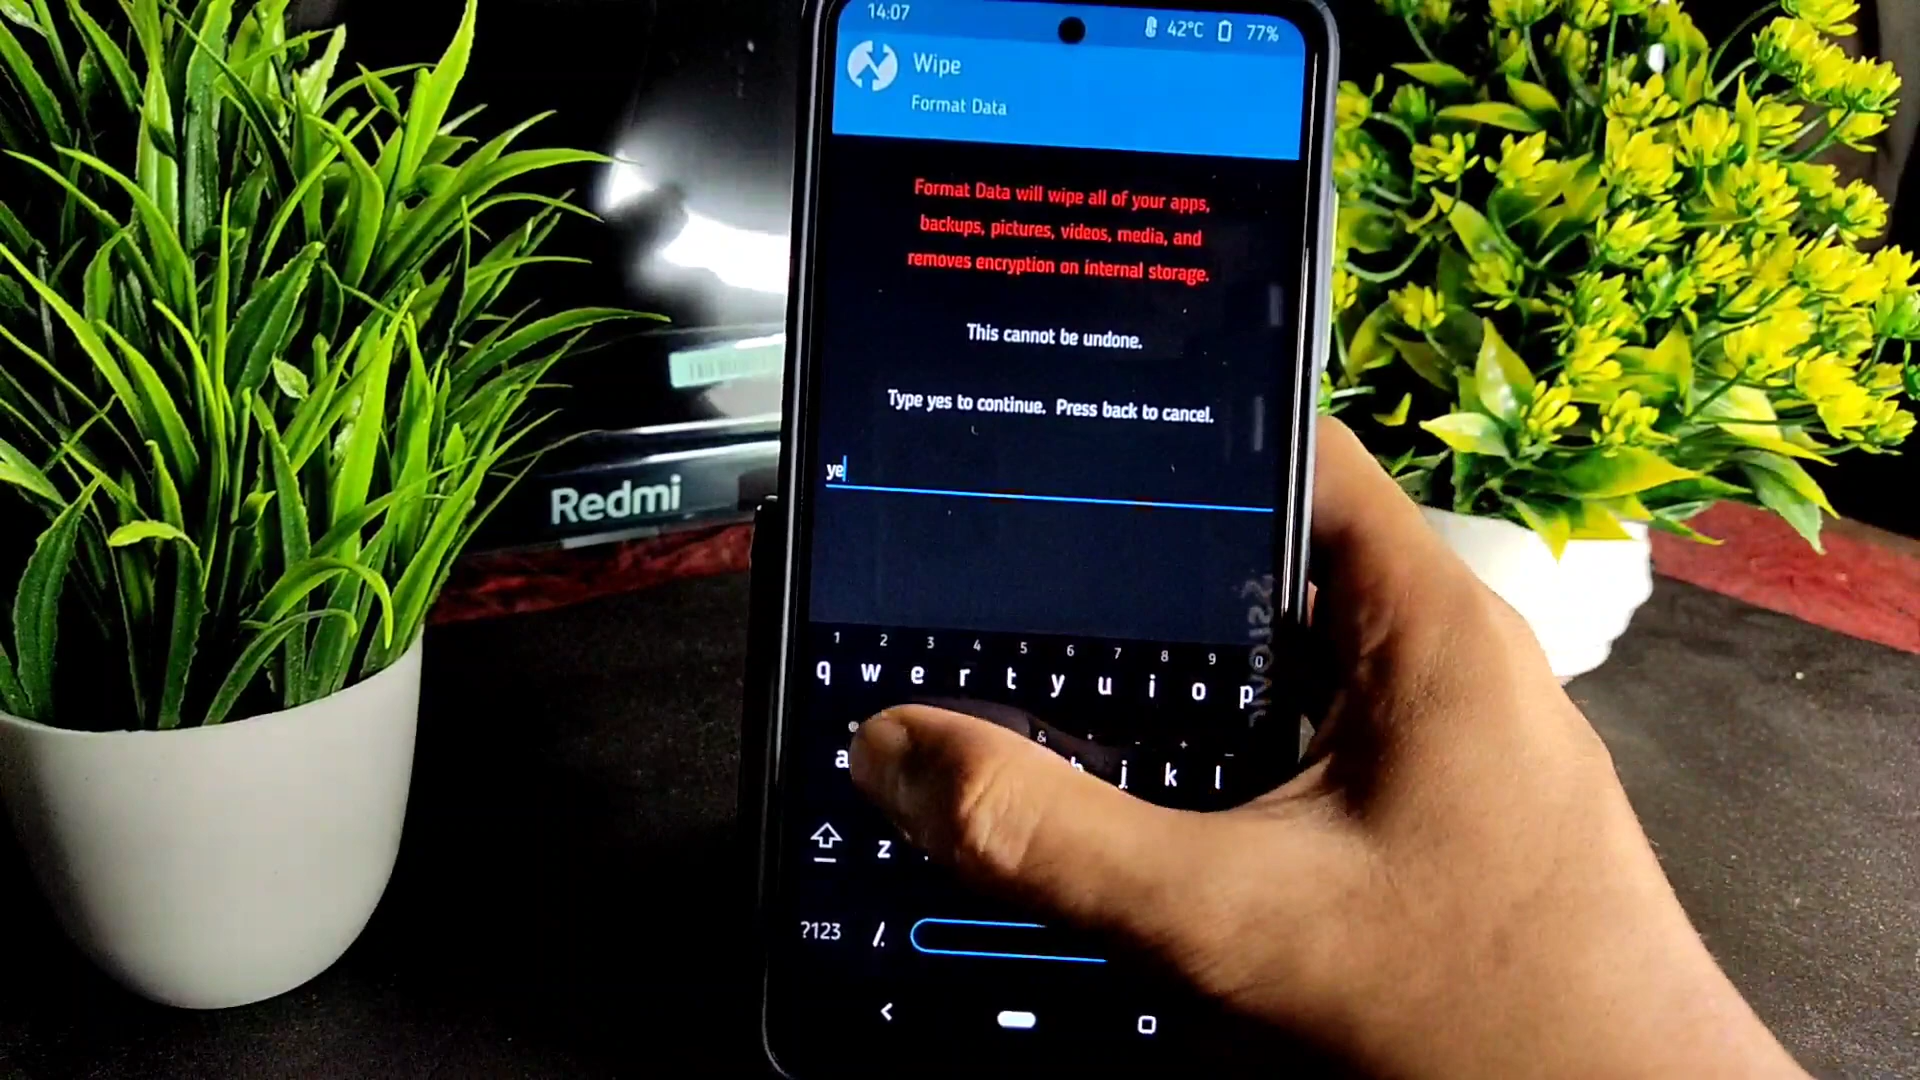 14:07
42°C 77%
Wipe
Format Data
Format Data will wipe all of your apps,
backups, pictures, videos, media, and
removes encryption on internal storage.
This cannot be undone.
Type yes to continue. Press back to cancel.
ye
Redmi
1 2 3 4 5 6 7 8 9 0
q w e r t y u i o p
& * - + _
a h j k l
z
?123 /.